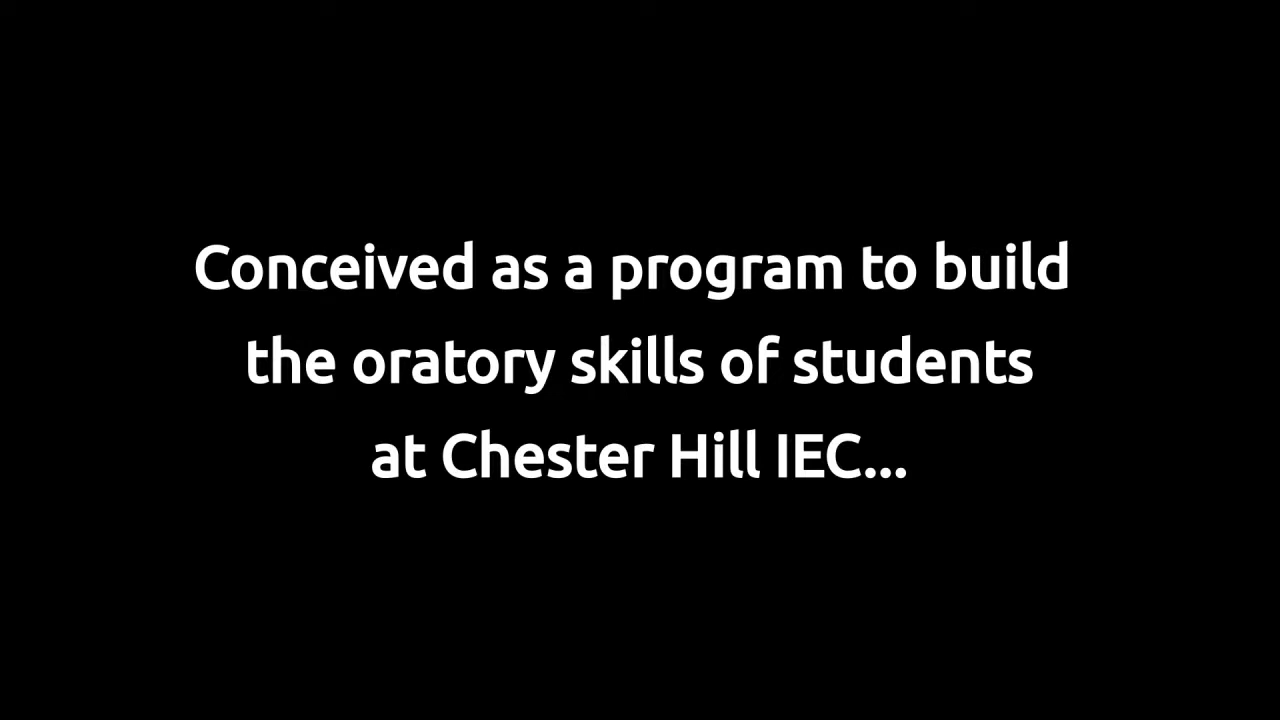 Conceived as a program to build
the oratory skills of students
at Chester Hill IEC...